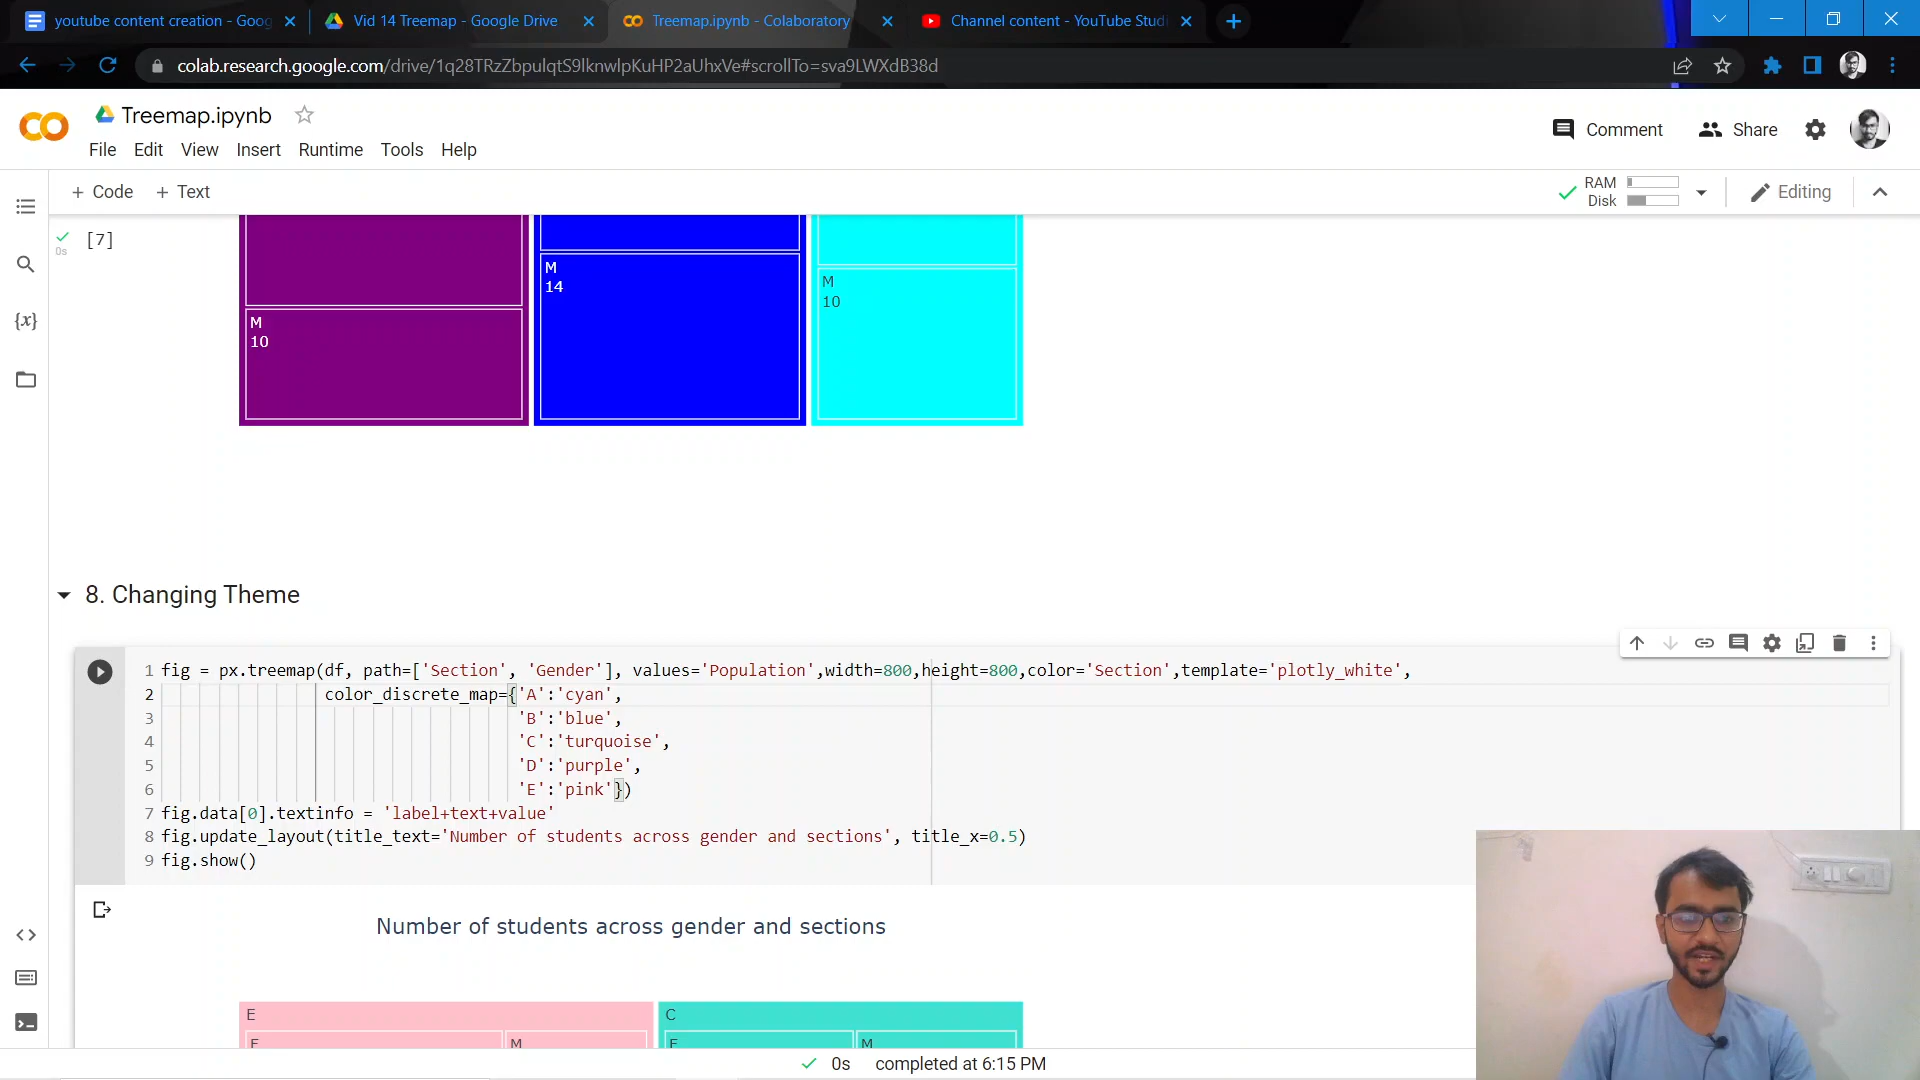 youtube content creation - Goog
Vid 14 Treemap - Google Drive
Treemap.ipynb - Colaboratory
Channel content - YouTube Studi
colab.research.google.com/drive/1q28TRzZbpulqtS9lknwlpKuHP2aUhxVe#scrollTo=sva9LWXdB38d
Treemap.ipynb
Comment
Share
File Edit View Insert Runtime Tools Help
+ Code + Text
RAM
Disk
Editing
[7]
0s
M
14
M
10
M
10
8. Changing Theme
1 fig = px.treemap(df, path=['Section', 'Gender'], values='Population',width=800,height=800,color='Section',template='plotly_white',
2 color_discrete_map={'A':'cyan',
3 'B':'blue',
4 'C':'turquoise',
5 'D':'purple',
6 'E':'pink'})
7 fig.data[0].textinfo = 'label+text+value'
8 fig.update_layout(title_text='Number of students across gender and sections', title_x=0.5)
9 fig.show()
Number of students across gender and sections
E
C
F
M
F
M
0s completed at 6:15 PM